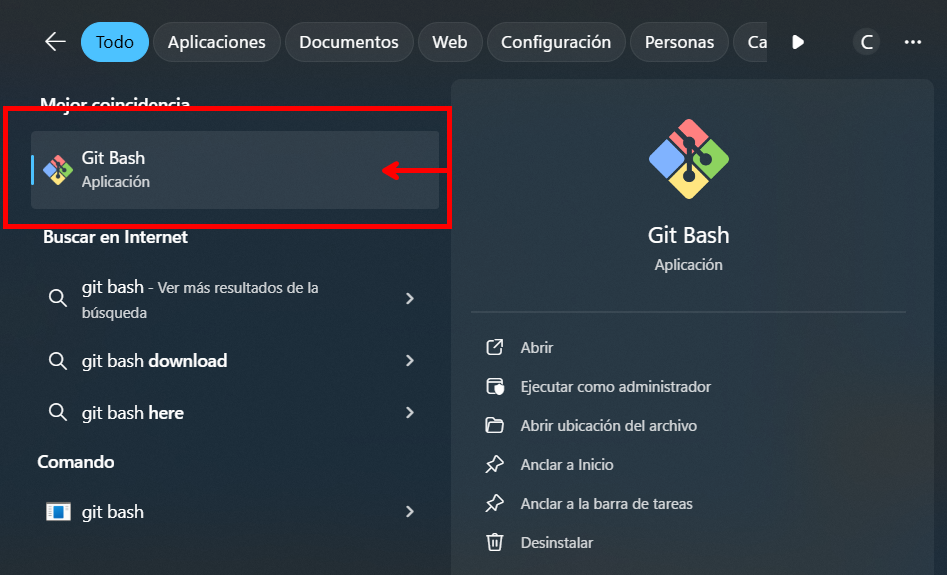 Todo Aplicaciones Documentos Web Configuración Personas Ca C
Mejor coincidencia
Git Bash
Aplicación
Buscar en Internet
git bash - Ver más resultados de la
búsqueda
git bash download
git bash here
Comando
git bash
Git Bash
Aplicación
Abrir
Ejecutar como administrador
Abrir ubicación del archivo
Anclar a Inicio
Anclar a la barra de tareas
Desinstalar